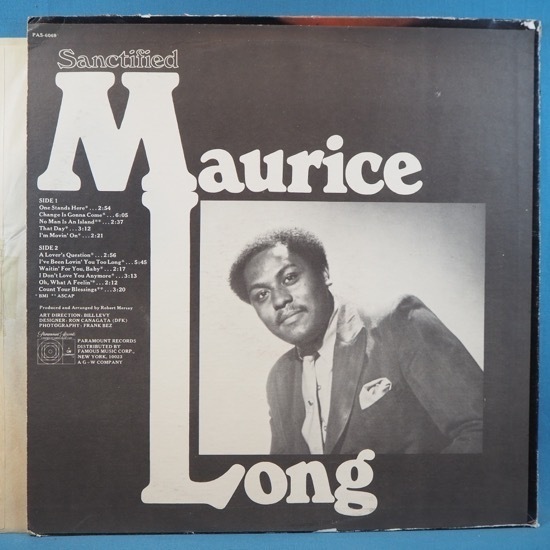 PAS-6068
Sanctified
Maurice
Long
SIDE 1
One Stands Here* . . . 2:54
Change Is Gonna Come* . . . 6:05
No Man Is An Island** . . . 2:37
That Day* . . . 3:12
I'm Movin' On* . . . 2:21
SIDE 2
A Lover's Question* . . . 2:56
I've Been Lovin' You Too Long* . . . 5:45
Waitin' For You, Baby* . . . 2:17
I Don't Love You Anymore* . . . 3:13
Oh, What A Feelin'* . . . 2:12
Count Your Blessings** . . . 3:20
* BMI ** ASCAP
Produced and Arranged by Robert Mersey
ART DIRECTION: BILL LEVY
DESIGNER: RON CANAGATA (DFK)
PHOTOGRAPHY: FRANK BEZ
Paramount Records
PARAMOUNT RECORDS
DISTRIBUTED BY
FAMOUS MUSIC CORP.,
NEW YORK, 10023
A G + W COMPANY